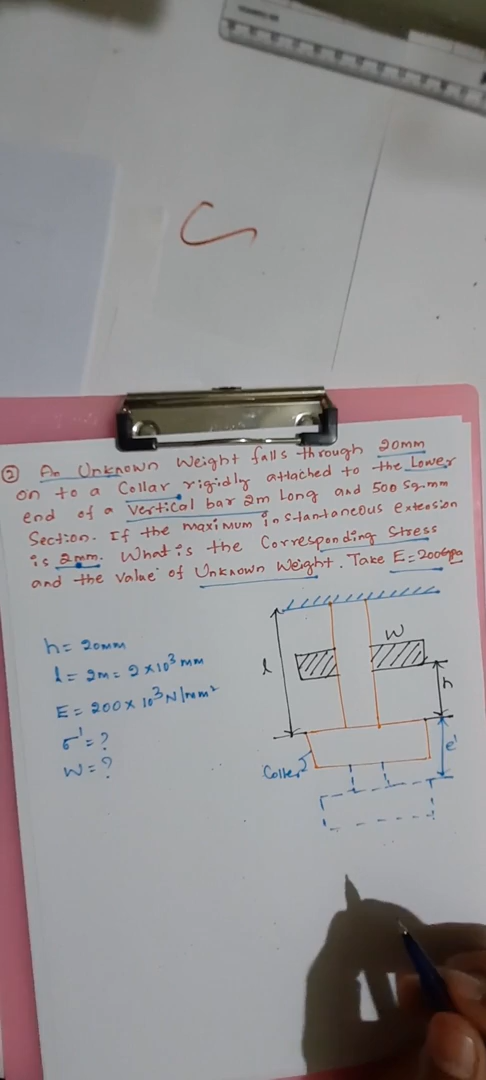 ② An Unknown Weight falls through 20mm
on to a Collar rigidly attached to the Lower
end of a Vertical bar 2m Long and 500 Sq.mm
Section. If the maximum instantaneous extension
is 2mm. What is the Corresponding Stress
and the Value of Unknown Weight. Take E=200Gpa
h = 20mm
l = 2m = 2 × 10³ mm
E = 200 × 10³ N/mm²
σ' = ?
W = ?
W
l
h
e'
Coller